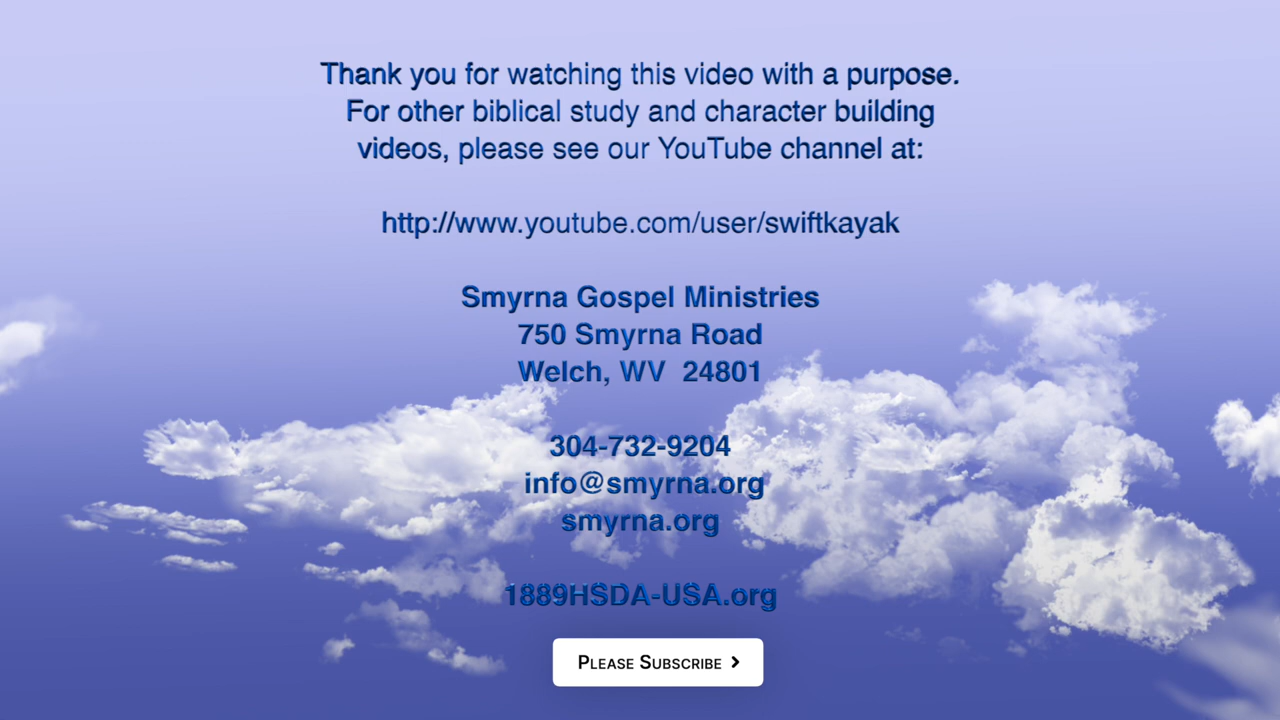 Thank you for watching this video with a purpose.
For other biblical study and character building
videos, please see our YouTube channel at:
http://www.youtube.com/user/swiftkayak
Smyrna Gospel Ministries
750 Smyrna Road
Welch, WV  24801
304-732-9204
info@smyrna.org
smyrna.org
1889HSDA-USA.org
Please Subscribe